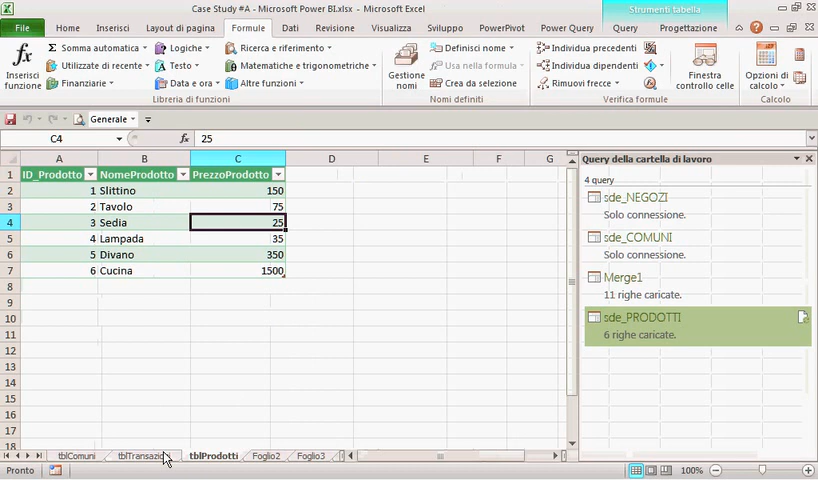 Case Study #A - Microsoft Power BI.xlsx - Microsoft Excel
Strumenti tabella
File Home Inserisci Layout di pagina Formule Dati Revisione Visualizza Sviluppo PowerPivot Power Query Query Progettazione
Inserisci funzione
Somma automatica
Utilizzate di recente
Finanziarie
Logiche
Testo
Data e ora
Ricerca e riferimento
Matematiche e trigonometriche
Altre funzioni
Libreria di funzioni
Gestione nomi
Definisci nome
Usa nella formula
Crea da selezione
Nomi definiti
Individua precedenti
Individua dipendenti
Rimuovi frecce
Finestra controllo celle
Verifica formule
Opzioni di calcolo
Calcolo
Generale
C4 fx 25
A B C D E F G
1 ID_Prodotto NomeProdotto PrezzoProdotto
2 1 Slittino 150
3 2 Tavolo 75
4 3 Sedia 25
5 4 Lampada 35
6 5 Divano 350
7 6 Cucina 1500
8
9
10
11
12
13
14
15
16
17
18
Query della cartella di lavoro
4 query
sde_NEGOZI
Solo connessione.
sde_COMUNI
Solo connessione.
Merge1
11 righe caricate.
sde_PRODOTTI
6 righe caricate.
tblComuni tblTransazioni tblProdotti Foglio2 Foglio3
Pronto 100%